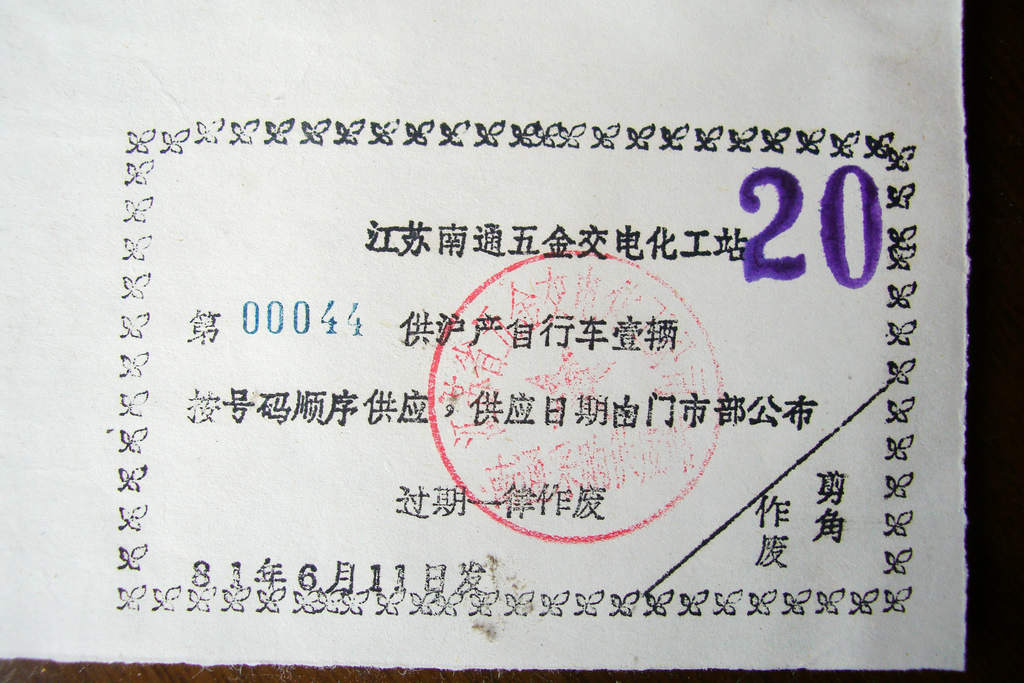 20
江苏南通五金交电化工站
第 00044 供沪产自行车壹辆
按号码顺序供应，供应日期由门市部公布
过期一律作废
剪角
作废
81年6月11日发